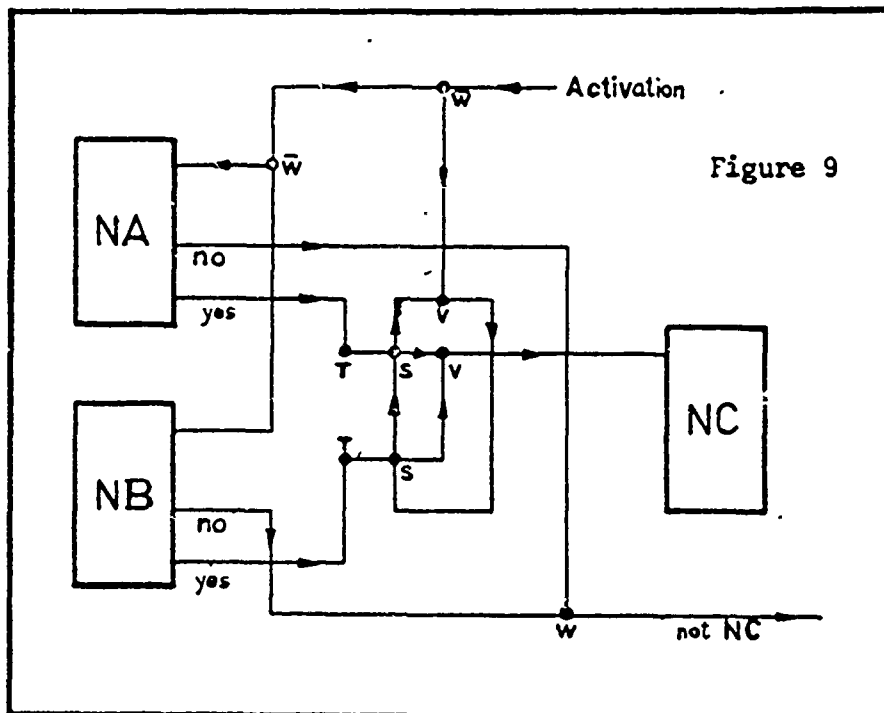 Activation
w̅
w̅
Figure 9
NA
no
yes
v
T
s
v
NC
T
s
NB
no
yes
w
not NC